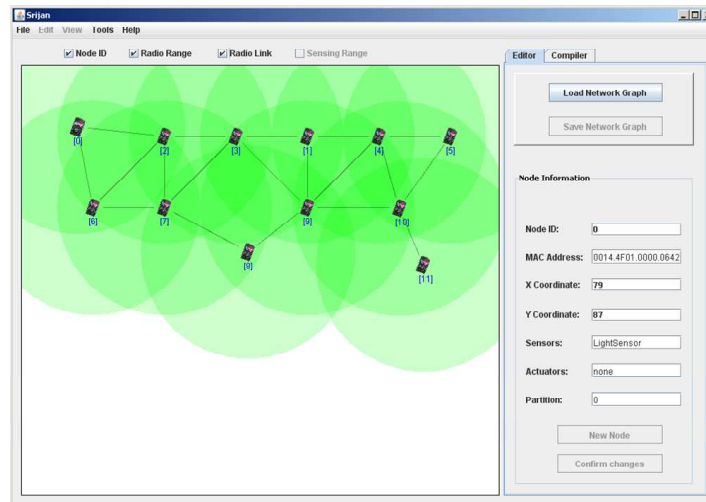 Srijan
File Edit View Tools Help
Node ID Radio Range Radio Link Sensing Range
Editor Compiler
Load Network Graph
Save Network Graph
Node Information
Node ID: 0
MAC Address: 0014.4F01.0000.0642
X Coordinate: 79
Y Coordinate: 87
Sensors: LightSensor
Actuators: none
Partition: 0
New Node
Confirm changes
[0]
[2] [3] [1] [4] [5]
[6] [7] [9] [10]
[11]